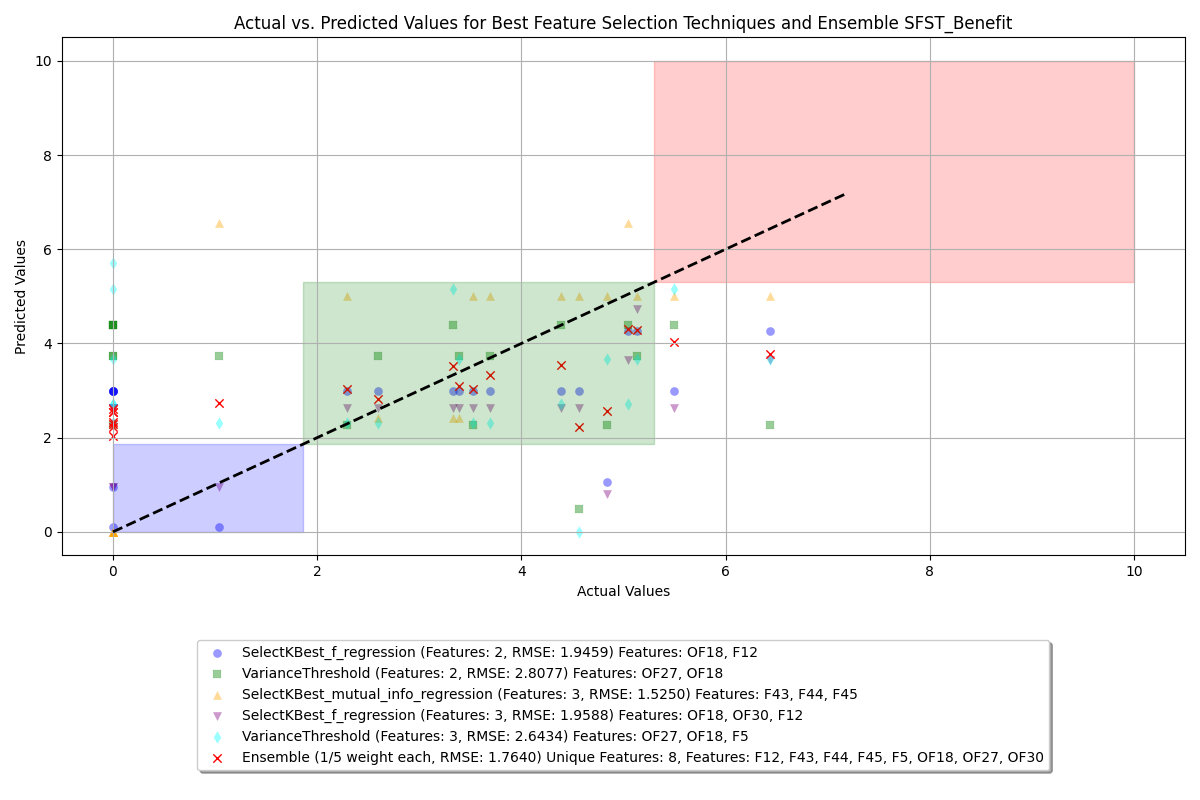 Actual vs. Predicted Values for Best Feature Selection Techniques and Ensemble SFST_Benefit
Predicted Values
10
8
6
4
2
0
0 2 4 6 8 10
Actual Values
SelectKBest_f_regression (Features: 2, RMSE: 1.9459) Features: OF18, F12
VarianceThreshold (Features: 2, RMSE: 2.8077) Features: OF27, OF18
SelectKBest_mutual_info_regression (Features: 3, RMSE: 1.5250) Features: F43, F44, F45
SelectKBest_f_regression (Features: 3, RMSE: 1.9588) Features: OF18, OF30, F12
VarianceThreshold (Features: 3, RMSE: 2.6434) Features: OF27, OF18, F5
Ensemble (1/5 weight each, RMSE: 1.7640) Unique Features: 8, Features: F12, F43, F44, F45, F5, OF18, OF27, OF30